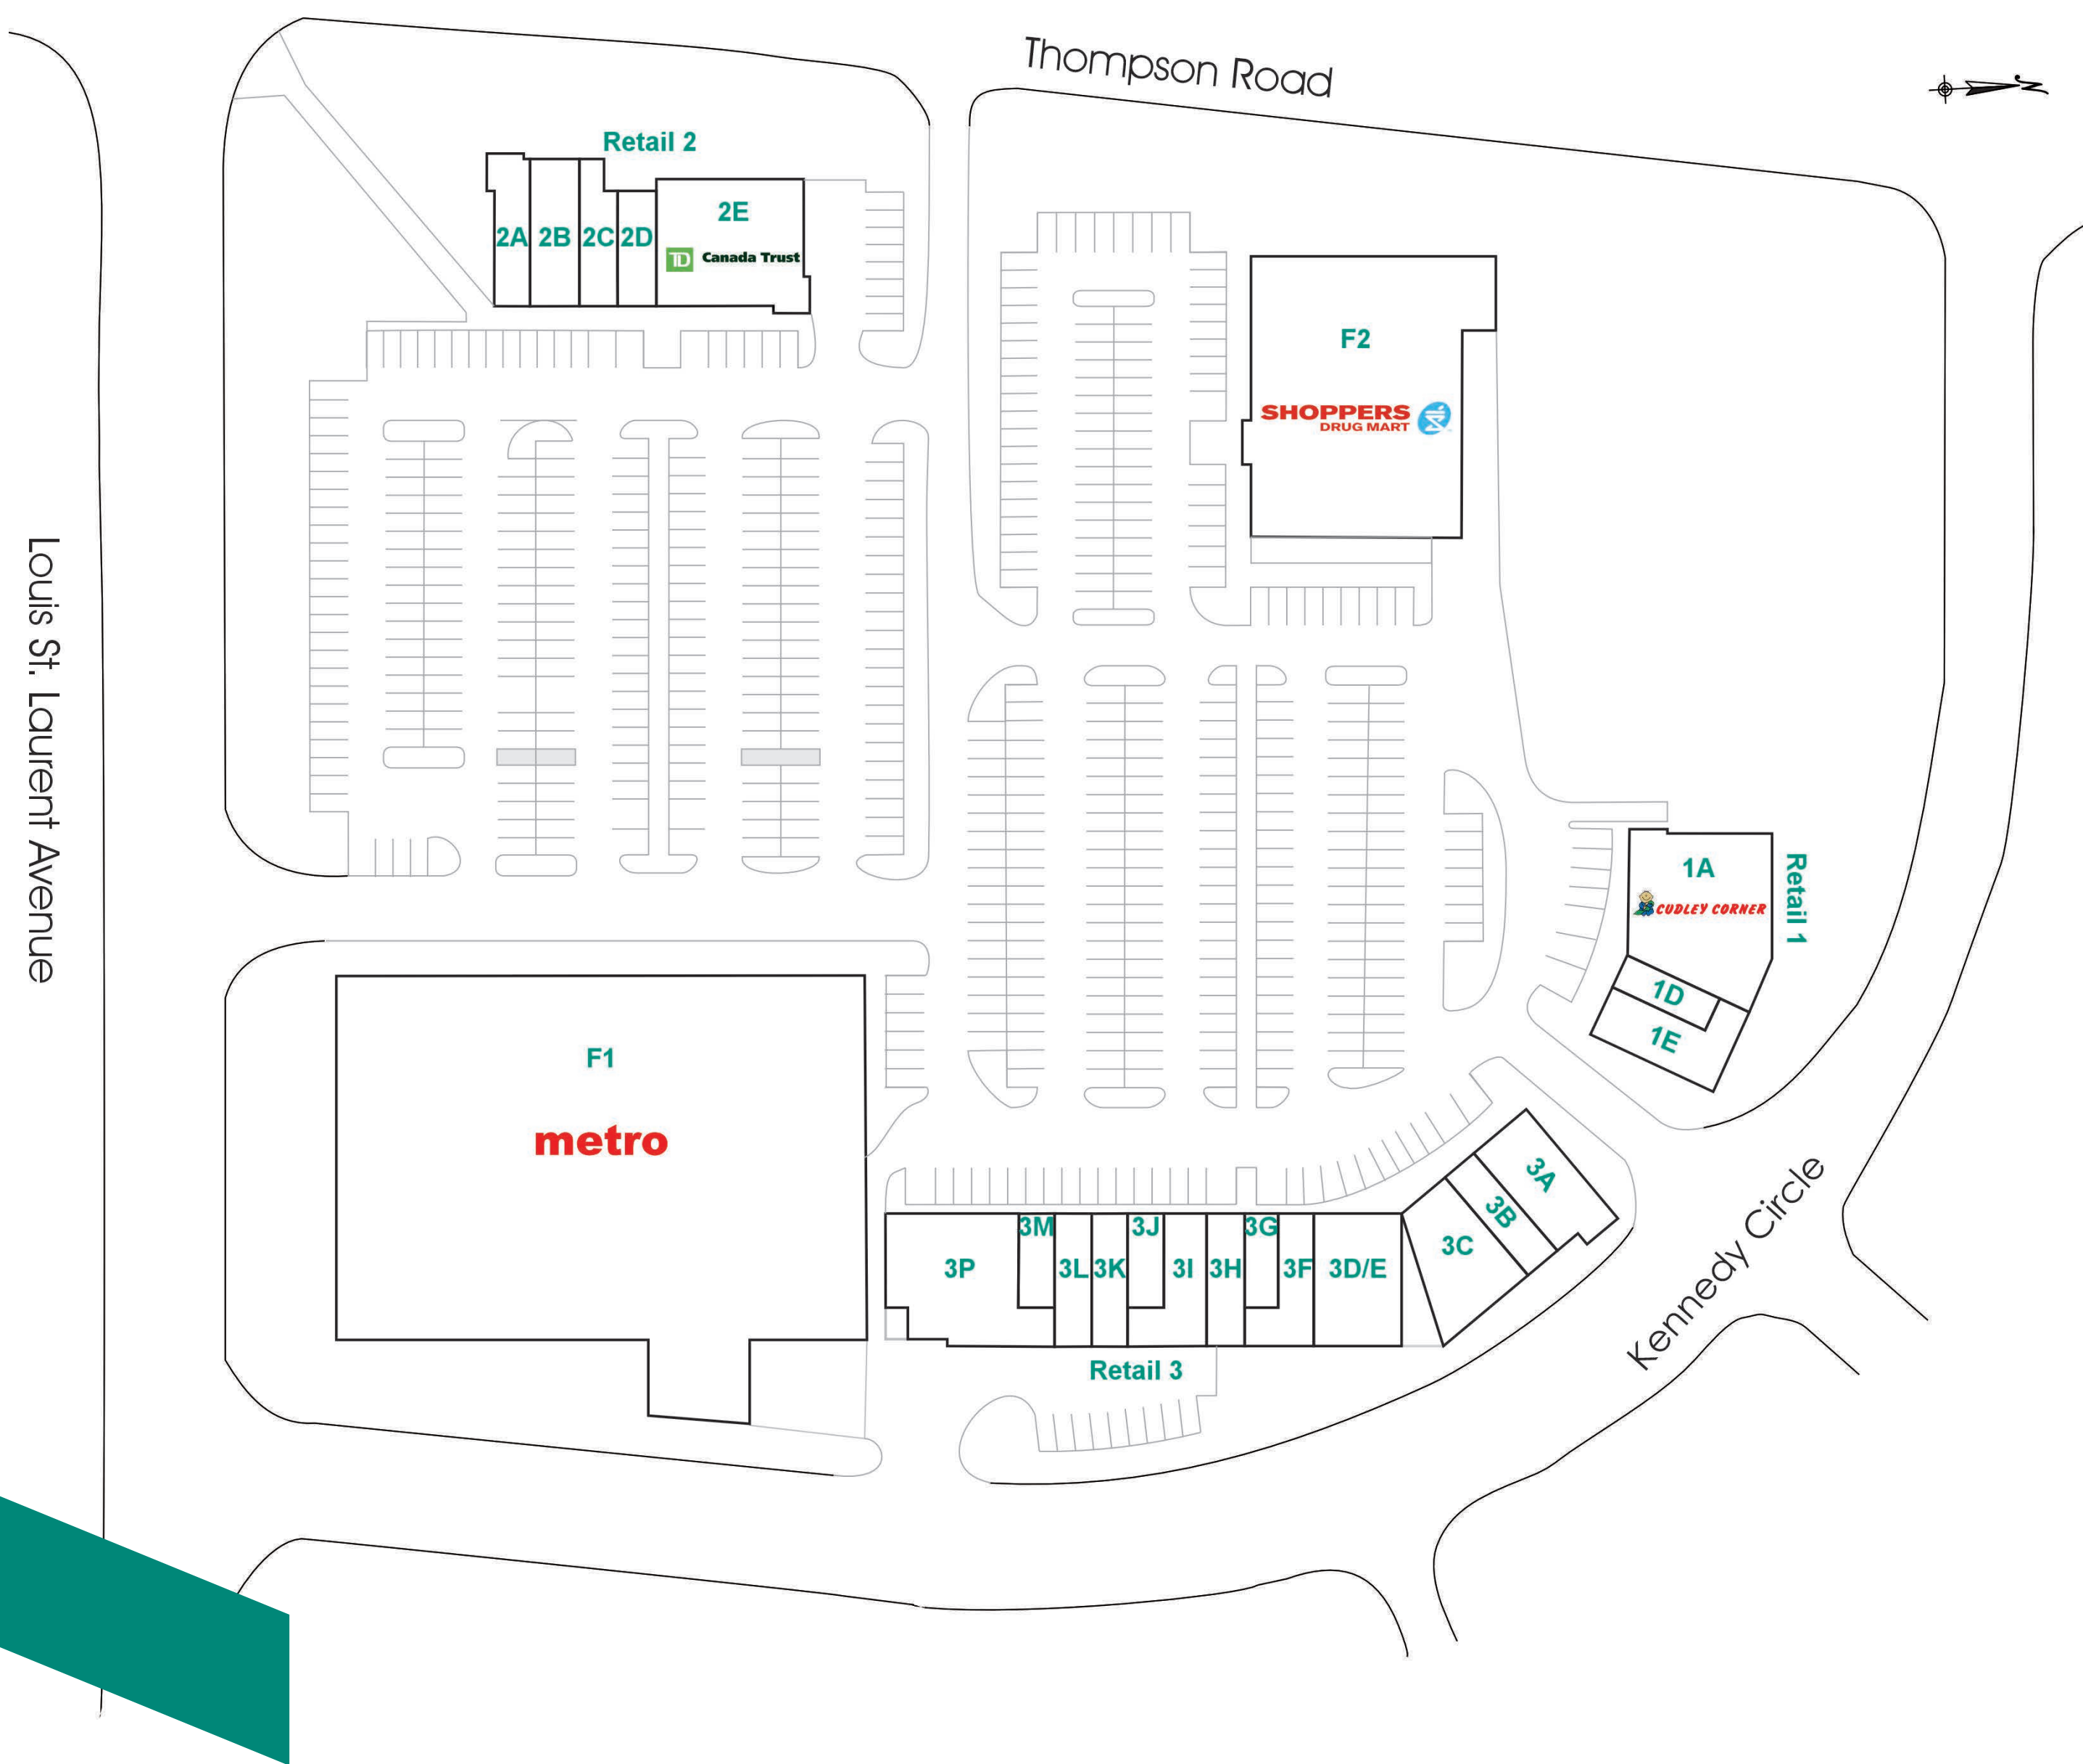 Thompson Road
N
Retail 2
2A
2B
2C
2D
2E
TD Canada Trust
F2
SHOPPERS
DRUG MART
Louis St. Laurent Avenue
1A
CUDLEY CORNER
Retail 1
1D
1E
F1
metro
3A
3B
3C
3M
3J
3G
3P
3L
3K
3I
3H
3F
3D/E
Retail 3
Kennedy Circle